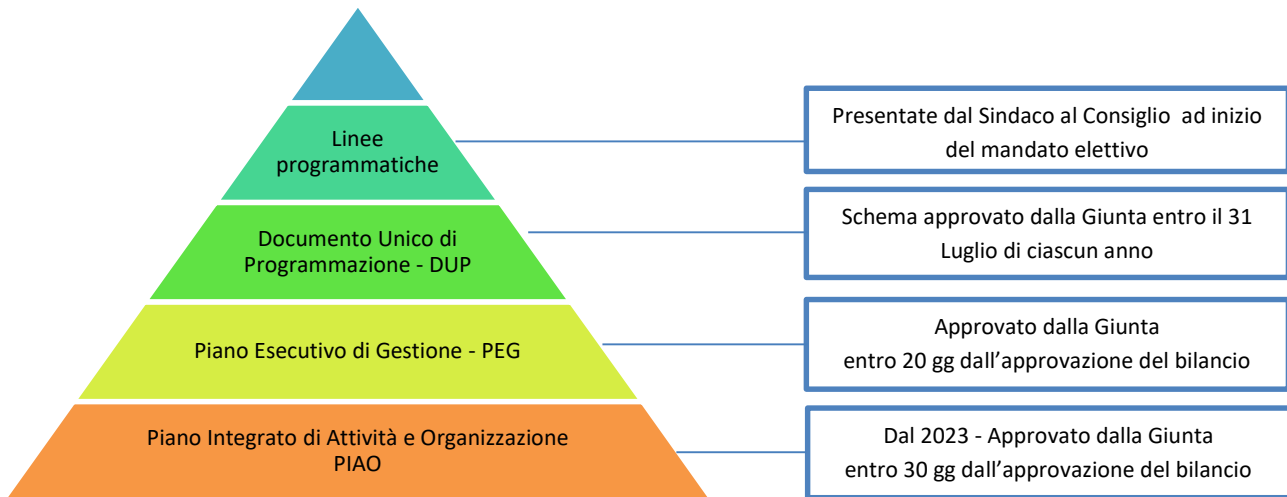 Linee
programmatiche
Presentate dal Sindaco al Consiglio ad inizio
del mandato elettivo
Documento Unico di
Programmazione - DUP
Schema approvato dalla Giunta entro il 31
Luglio di ciascun anno
Piano Esecutivo di Gestione - PEG
Approvato dalla Giunta
entro 20 gg dall’approvazione del bilancio
Piano Integrato di Attività e Organizzazione
PIAO
Dal 2023 - Approvato dalla Giunta
entro 30 gg dall’approvazione del bilancio